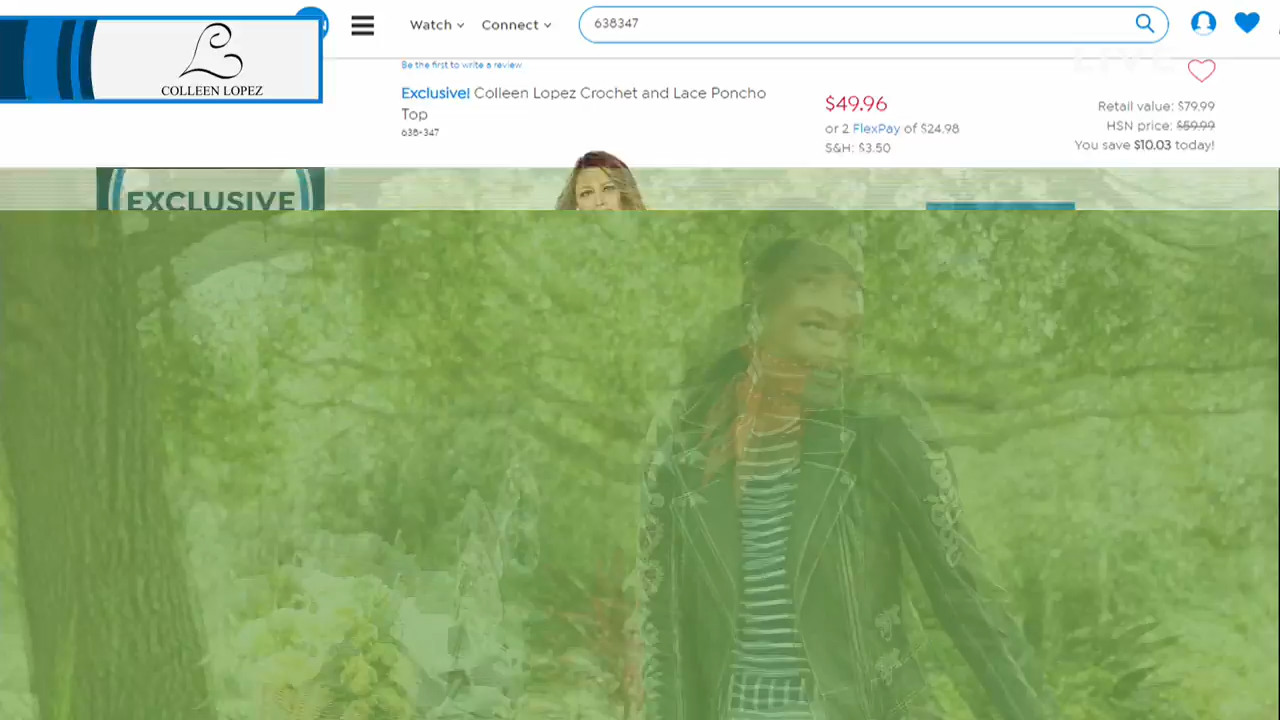 Watch
Connect
638347
COLLEEN LOPEZ
LIVE
Be the first to write a review
Exclusive! Colleen Lopez Crochet and Lace Poncho
Top
638-347
$49.96
or 2 FlexPay of $24.98
S&H: $3.50
Retail value: $79.99
HSN price: $59.99
You save $10.03 today!
EXCLUSIVE